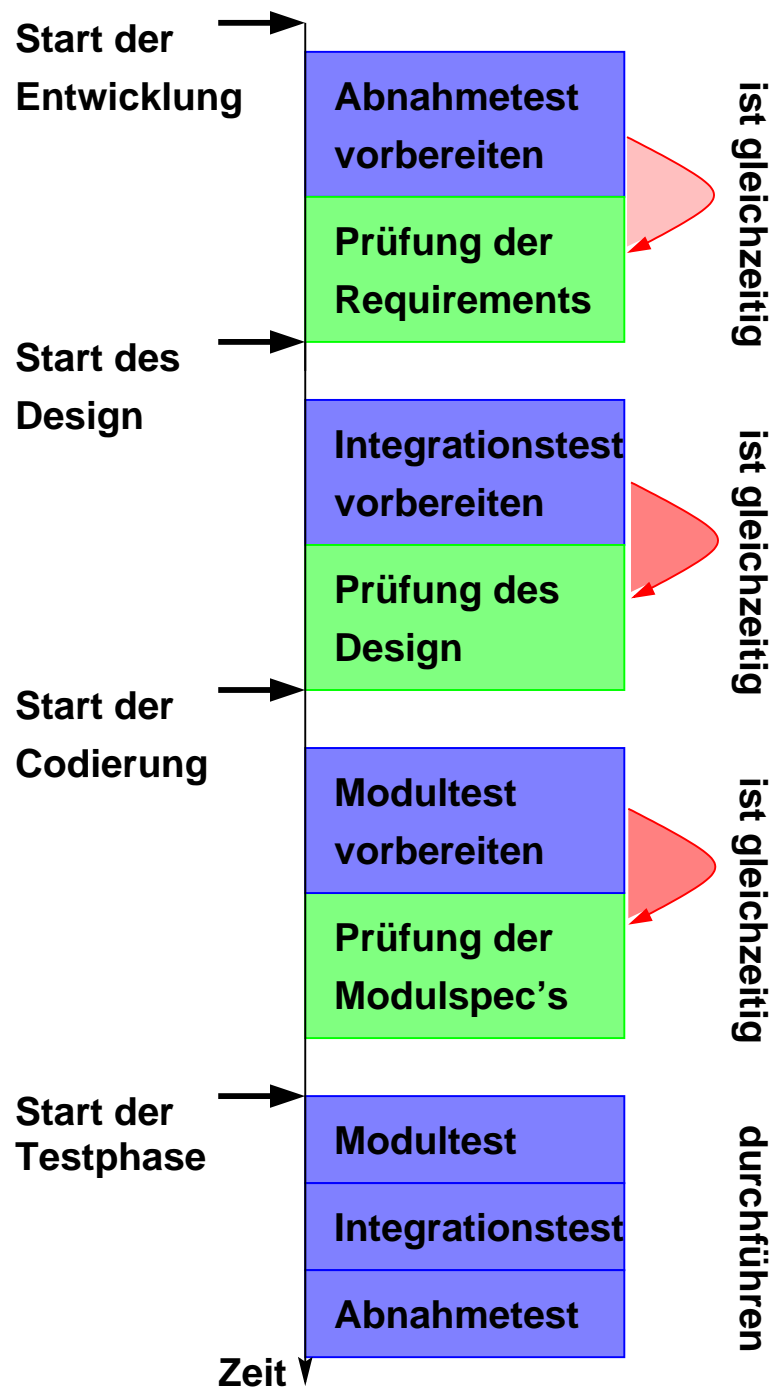 Start der
Entwicklung
Abnahmetest
vorbereiten
ist gleichzeitig
Prüfung der
Requirements
Start des
Design
Integrationstest
vorbereiten
ist gleichzeitig
Prüfung des
Design
Start der
Codierung
Modultest
vorbereiten
ist gleichzeitig
Prüfung der
Modulspec's
Start der
Testphase
Modultest
Integrationstest
Abnahmetest
durchführen
Zeit